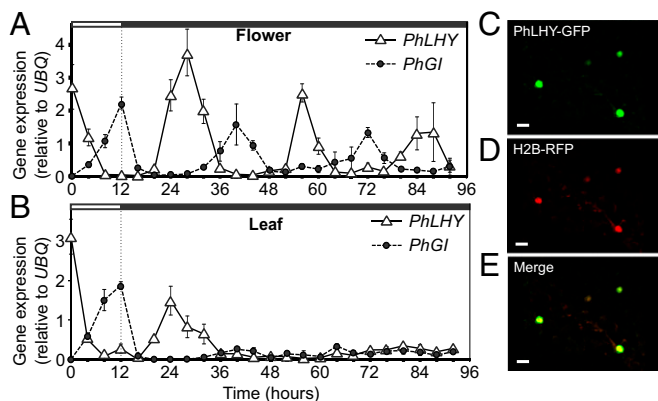 A
Flower
PhLHY
PhGI
Gene expression
(relative to UBQ)
4
3
2
1
0
0 12 24 36 48 60 72 84 96
B
Leaf
PhLHY
PhGI
Gene expression
(relative to UBQ)
3
2
1
0
0 12 24 36 48 60 72 84 96
Time (hours)
C
PhLHY-GFP
D
H2B-RFP
E
Merge